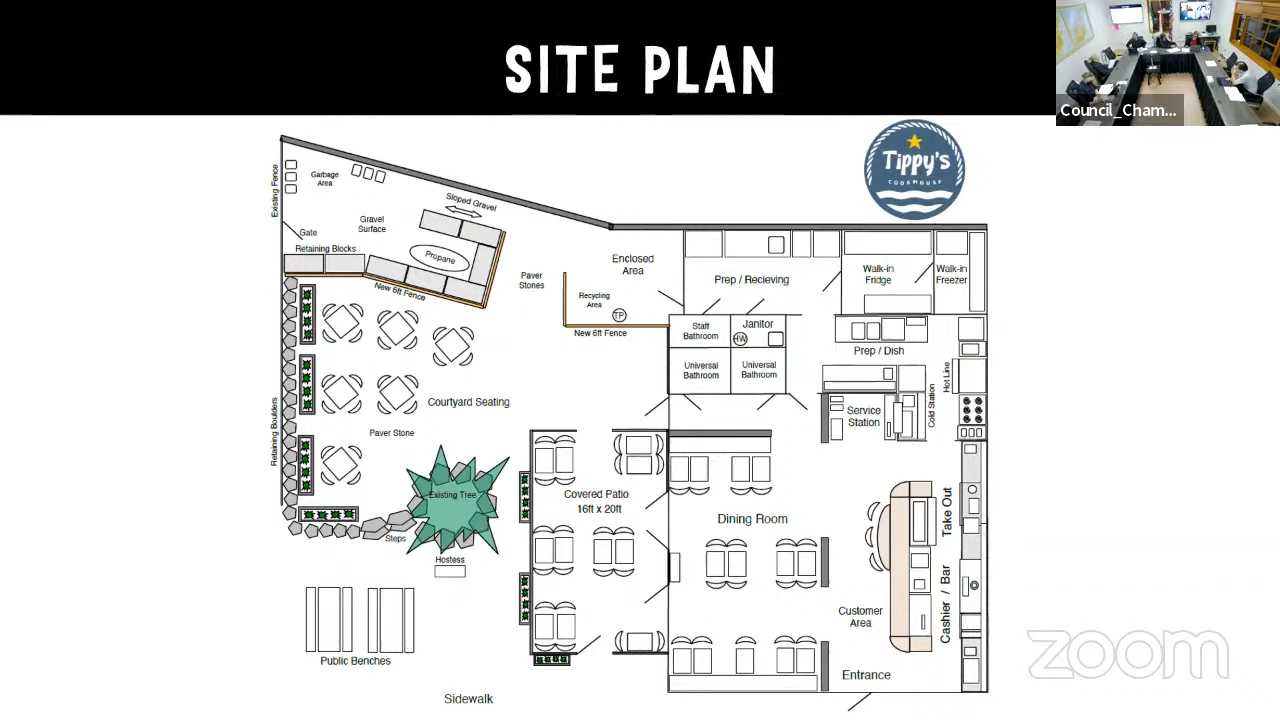 SITE PLAN
Council_Cham...
Tippy's
COOKHOUSE
Existing Fence
Garbage
Area
Sloped Gravel
Gravel
Surface
Gate
Retaining Blocks
Propane
New 6ft Fence
Paver
Stones
Enclosed
Area
Recycling
Area
TP
New 6ft Fence
Prep / Recieving
Walk-in
Fridge
Walk-in
Freezer
Staff
Bathroom
Janitor
HW
Universal
Bathroom
Universal
Bathroom
Prep / Dish
Hot Line
Cold Station
Service
Station
Courtyard Seating
Paver Stone
Retaining Boulders
Existing Tree
Steps
Hostess
Covered Patio
16ft x 20ft
Dining Room
Take Out
Cashier / Bar
Customer
Area
Entrance
Public Benches
Sidewalk
zoom